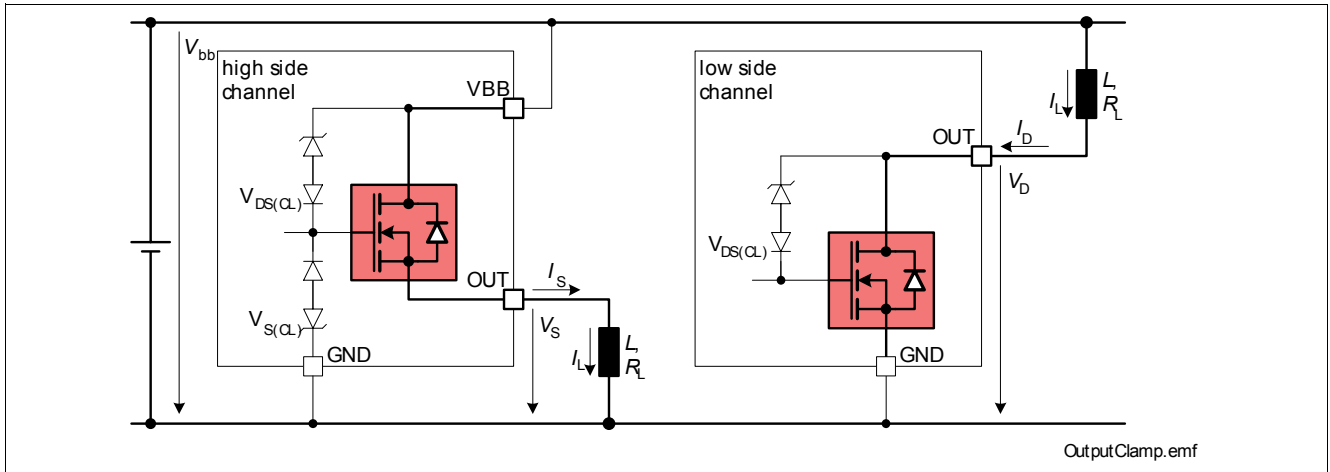 Vbb
high side
channel
VBB
VDS(CL)
OUT
IS
VS(CL)
VS
GND
IL
L,
RL
low side
channel
L,
IL
RL
OUT
ID
VD
VDS(CL)
GND
OutputClamp.emf